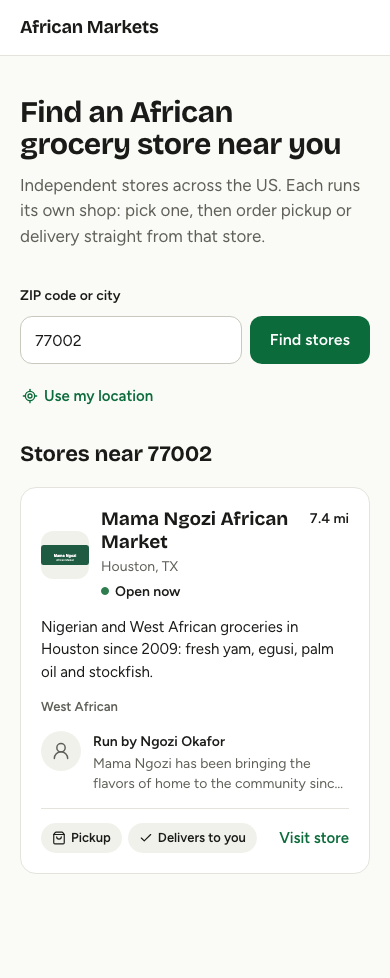 African Markets
Find an African
grocery store near you
Independent stores across the US. Each runs
its own shop: pick one, then order pickup or
delivery straight from that store.
ZIP code or city
77002
Find stores
Use my location
Stores near 77002
Mama Ngozi
African Market
Mama Ngozi African
Market
7.4 mi
Houston, TX
Open now
Nigerian and West African groceries in
Houston since 2009: fresh yam, egusi, palm
oil and stockfish.
West African
Run by Ngozi Okafor
Mama Ngozi has been bringing the
flavors of home to the community sinc...
Pickup
Delivers to you
Visit store